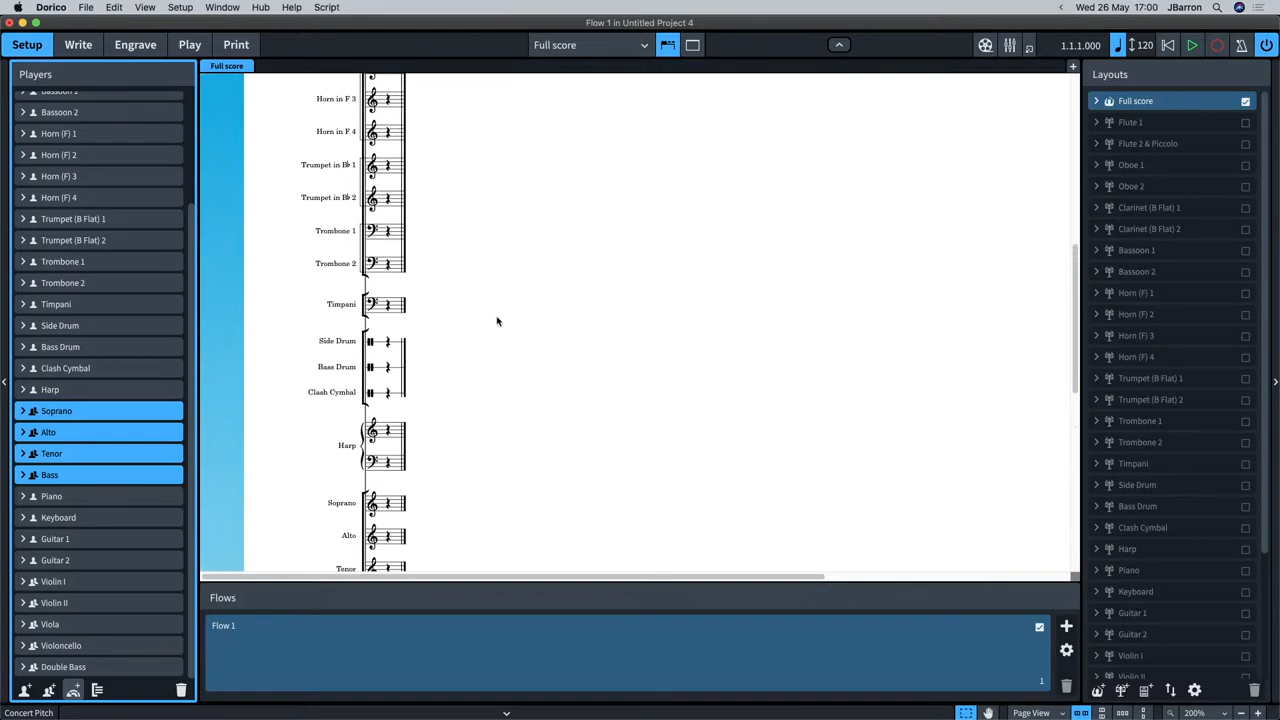 Dorico File Edit View Setup Window Hub Help Script Wed 26 May 17:00 JBarron
Flow 1 in Untitled Project 4
Setup Write Engrave Play Print Full score 1.1.1.000 120
Players
Bassoon 1
Bassoon 2
Horn (F) 1
Horn (F) 2
Horn (F) 3
Horn (F) 4
Trumpet (B Flat) 1
Trumpet (B Flat) 2
Trombone 1
Trombone 2
Timpani
Side Drum
Bass Drum
Clash Cymbal
Harp
Soprano
Alto
Tenor
Bass
Piano
Keyboard
Guitar 1
Guitar 2
Violin I
Violin II
Viola
Violoncello
Double Bass
Full score
Horn in F 3
Horn in F 4
Trumpet in B♭ 1
Trumpet in B♭ 2
Trombone 1
Trombone 2
Timpani
Side Drum
Bass Drum
Clash Cymbal
Harp
Soprano
Alto
Tenor
Flows
Flow 1
1
Layouts
Full score
Flute 1
Flute 2 & Piccolo
Oboe 1
Oboe 2
Clarinet (B Flat) 1
Clarinet (B Flat) 2
Bassoon 1
Bassoon 2
Horn (F) 1
Horn (F) 2
Horn (F) 3
Horn (F) 4
Trumpet (B Flat) 1
Trumpet (B Flat) 2
Trombone 1
Trombone 2
Timpani
Side Drum
Bass Drum
Clash Cymbal
Harp
Piano
Keyboard
Guitar 1
Guitar 2
Violin I
Violin II
Concert Pitch Page View 200%